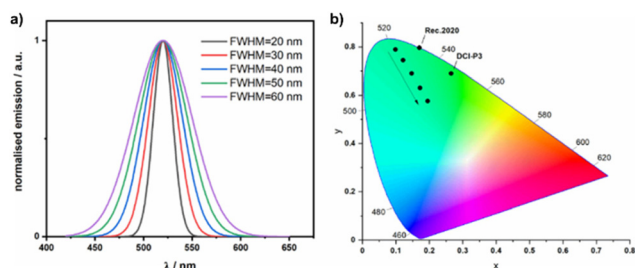 a)
normalised emission / a.u.
1
0
400
450
500
550
600
650
λ / nm
FWHM=20 nm
FWHM=30 nm
FWHM=40 nm
FWHM=50 nm
FWHM=60 nm
b)
y
0.8
0.6
0.4
0.2
0.0
0.0
0.1
0.2
0.3
0.4
0.5
0.6
0.7
0.8
x
520
Rec.2020
540
DCI-P3
560
500
580
600
620
480
460